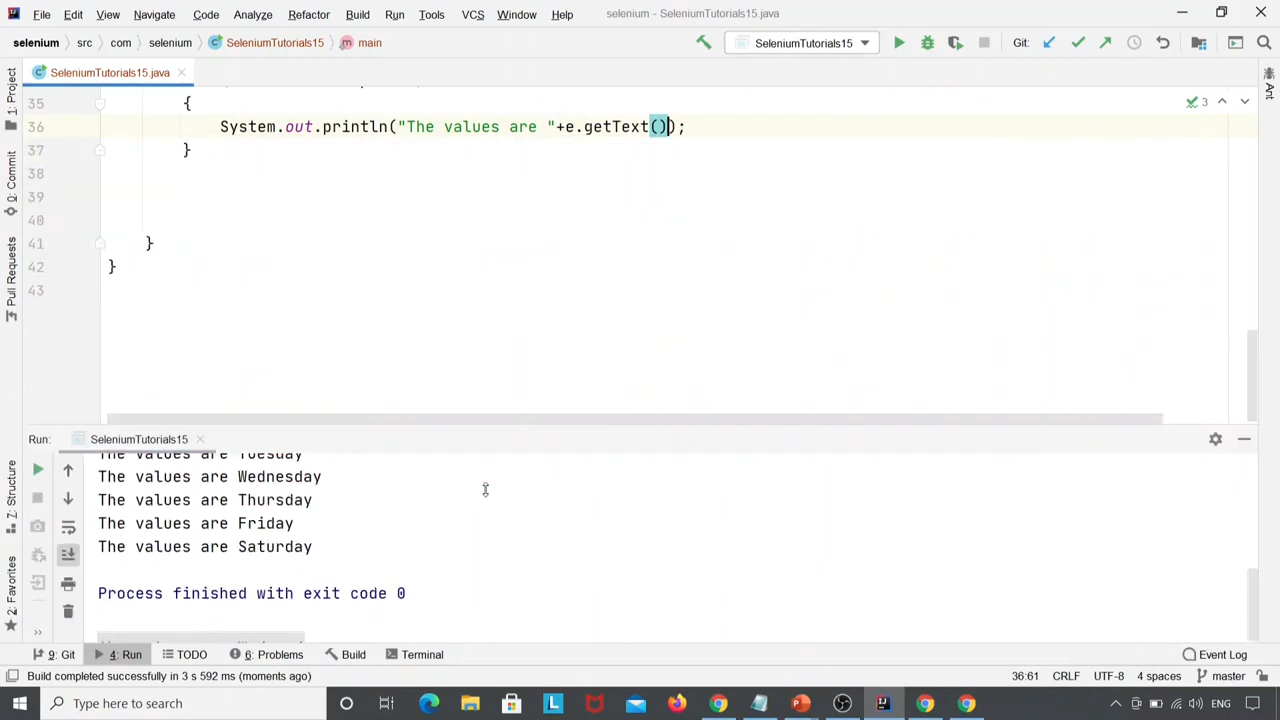 File Edit View Navigate Code Analyze Refactor Build Run Tools VCS Window Help selenium - SeleniumTutorials15.java
selenium src com selenium SeleniumTutorials15 main SeleniumTutorials15 Git:
SeleniumTutorials15.java
1: Project
0: Commit
Pull Requests
Z: Structure
2: Favorites
Ant
3
35 {
36 System.out.println("The values are "+e.getText());
37 }
38
39
40
41 }
42 }
43
Run: SeleniumTutorials15
The values are Tuesday
The values are Wednesday
The values are Thursday
The values are Friday
The values are Saturday
Process finished with exit code 0
9: Git 4: Run TODO 6: Problems Build Terminal Event Log
Build completed successfully in 3 s 592 ms (moments ago) 36:61 CRLF UTF-8 4 spaces master
Type here to search ENG